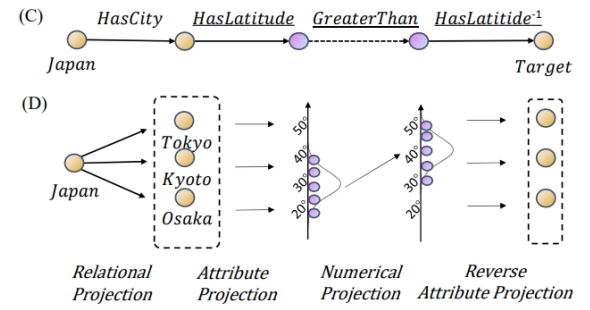 (C)
HasCity HasLatitude GreaterThan HasLatitide⁻¹
Japan Target
(D)
50° 50°
Tokyo
40° 40°
Japan Kyoto
30° 30°
Osaka
20° 20°
Relational Attribute Numerical Reverse
Projection Projection Projection Attribute Projection